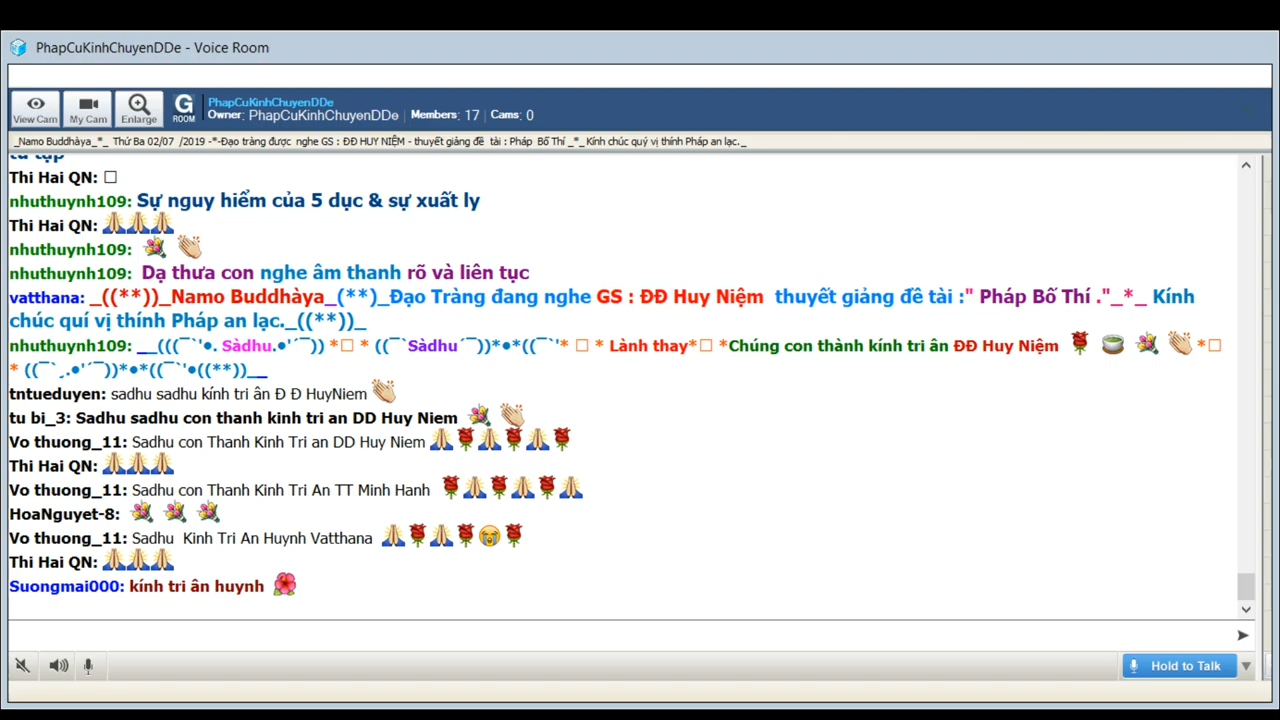 PhapCuKinhChuyenDDe - Voice Room
View Cam
My Cam
Enlarge
G
ROOM
PhapCuKinhChuyenDDe
Owner: PhapCuKinhChuyenDDe | Members: 17 | Cams: 0
_Namo Buddhàya_*_ Thứ Ba 02/07 /2019 -*-Đạo tràng được nghe GS : ĐĐ HUY NIỆM - thuyết giảng đề tài : Pháp Bố Thí _*_ Kính chúc quý vị thính Pháp an lạc._
tu tập
Thi Hai QN: □
nhuthuynh109: Sự nguy hiểm của 5 dục & sự xuất ly
Thi Hai QN: 🙏🙏🙏
nhuthuynh109: 💐 👏
nhuthuynh109: Dạ thưa con nghe âm thanh rõ và liên tục
vatthana: _((**))_Namo Buddhàya_(**)_Đạo Tràng đang nghe GS : ĐĐ Huy Niệm thuyết giảng đề tài :" Pháp Bố Thí ."_*_ Kính
chúc quí vị thính Pháp an lạc._((**))_
nhuthuynh109: __(((¯`'•. Sàdhu.•'´¯)) *□ * ((¯`Sàdhu´¯))*•*((¯`'* □ * Lành thay*□ *Chúng con thành kính tri ân ĐĐ Huy Niệm 🌹 🍵 💐 👏 *□
* ((¯`¸.•'´¯))*•*((¯`'•((**))__
tntueduyen: sadhu sadhu kính tri ân Đ Đ HuyNiem 👏
tu bi_3: Sadhu sadhu con thanh kinh tri an DD Huy Niem 💐 👏
Vo thuong_11: Sadhu con Thanh Kinh Tri an DD Huy Niem 🙏🌹🙏🌹🙏🌹
Thi Hai QN: 🙏🙏🙏
Vo thuong_11: Sadhu con Thanh Kinh Tri An TT Minh Hanh 🌹🙏🌹🙏🌹🙏
HoaNguyet-8: 💐 💐 💐
Vo thuong_11: Sadhu Kinh Tri An Huynh Vatthana 🙏🌹🙏🌹😭🌹
Thi Hai QN: 🙏🙏🙏
Suongmai000: kính tri ân huynh 🌺
Hold to Talk